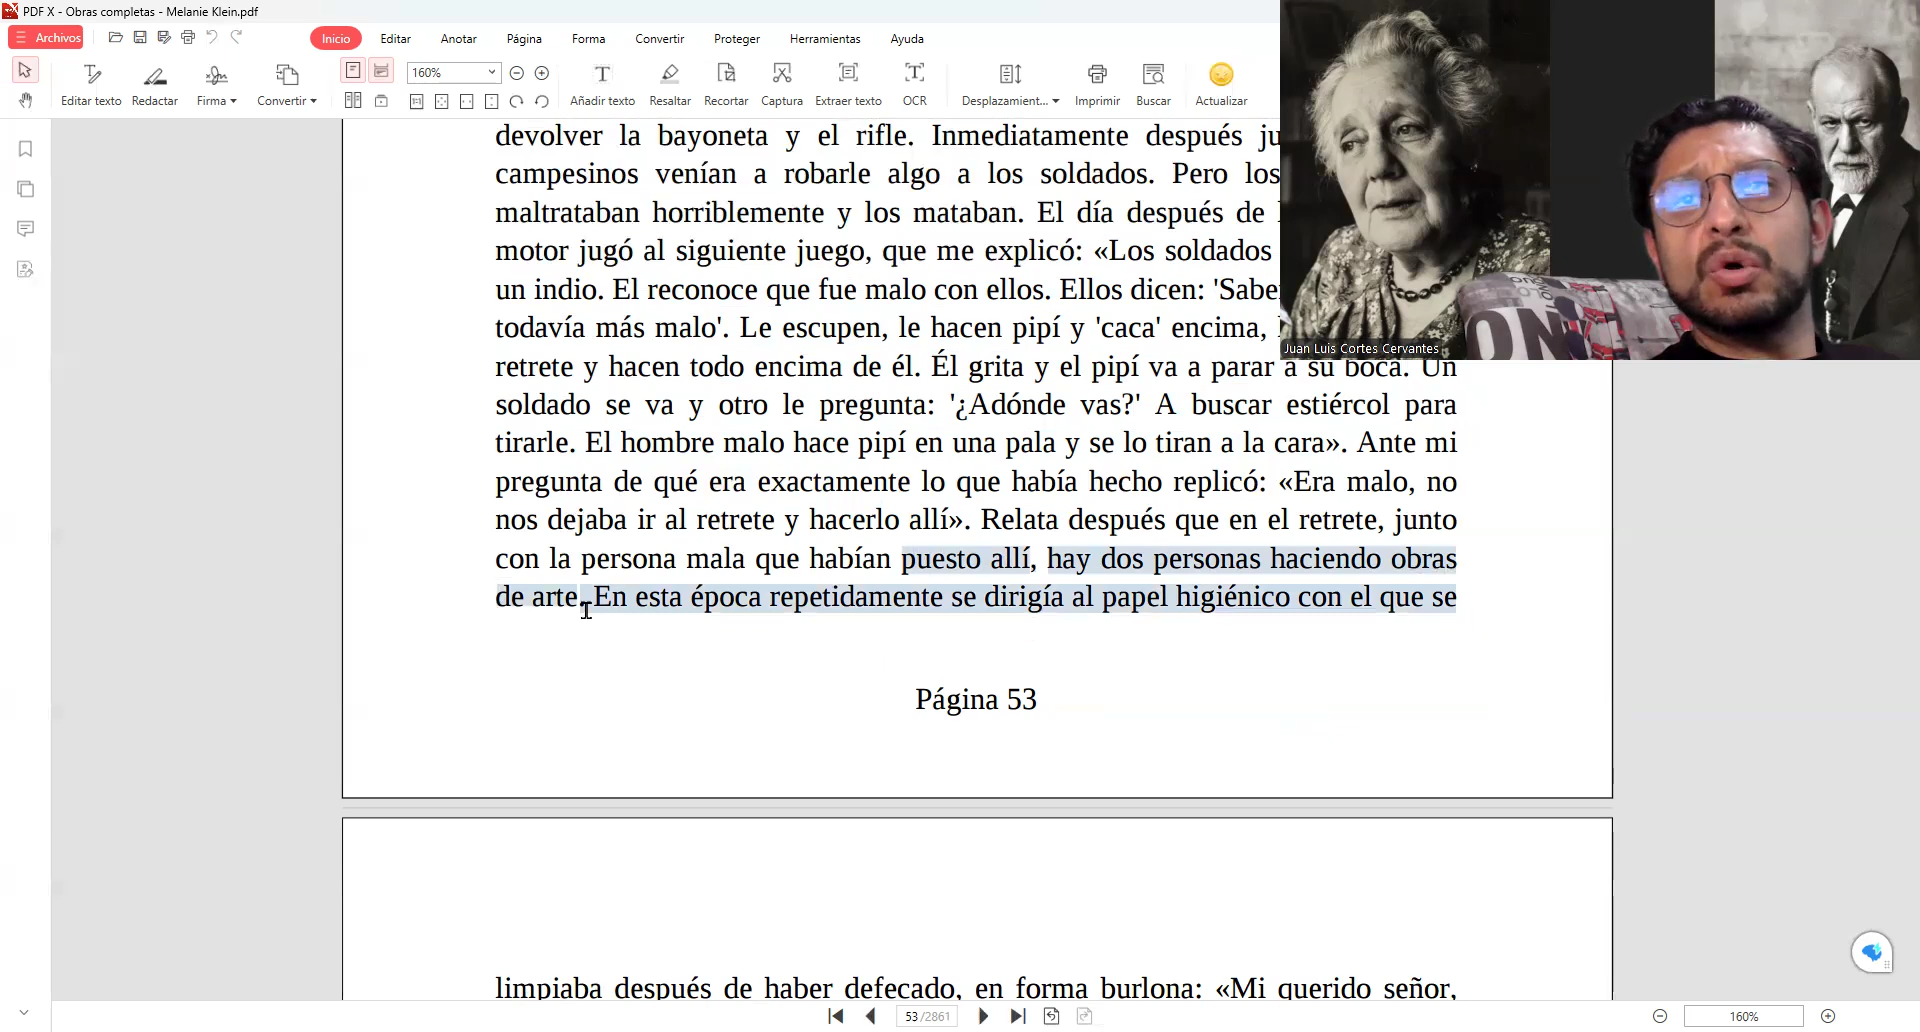 PDF X - Obras completas - Melanie Klein.pdf
Archivos
Inicio
Editar
Anotar
Página
Forma
Convertir
Proteger
Herramientas
Ayuda
160%
Editar texto
Redactar
Firma
Convertir
Añadir texto
Resaltar
Recortar
Captura
Extraer texto
OCR
Desplazamient...
Imprimir
Buscar
Actualizar
devolver la bayoneta y el rifle. Inmediatamente después ju
campesinos venían a robarle algo a los soldados. Pero los
maltrataban horriblemente y los mataban. El día después de
motor jugó al siguiente juego, que me explicó: «Los soldados
un indio. El reconoce que fue malo con ellos. Ellos dicen: 'Sabe
todavía más malo'. Le escupen, le hacen pipí y 'caca' encima,
retrete y hacen todo encima de él. Él grita y el pipí va a parar a su boca. Un
soldado se va y otro le pregunta: '¿Adónde vas?' A buscar estiércol para
tirarle. El hombre malo hace pipí en una pala y se lo tiran a la cara». Ante mi
pregunta de qué era exactamente lo que había hecho replicó: «Era malo, no
nos dejaba ir al retrete y hacerlo allí». Relata después que en el retrete, junto
con la persona mala que habían puesto allí, hay dos personas haciendo obras
de arte. En esta época repetidamente se dirigía al papel higiénico con el que se
Página 53
limpiaba después de haber defecado, en forma burlona: «Mi querido señor,
Juan Luis Cortes Cervantes
53 /2861
160%